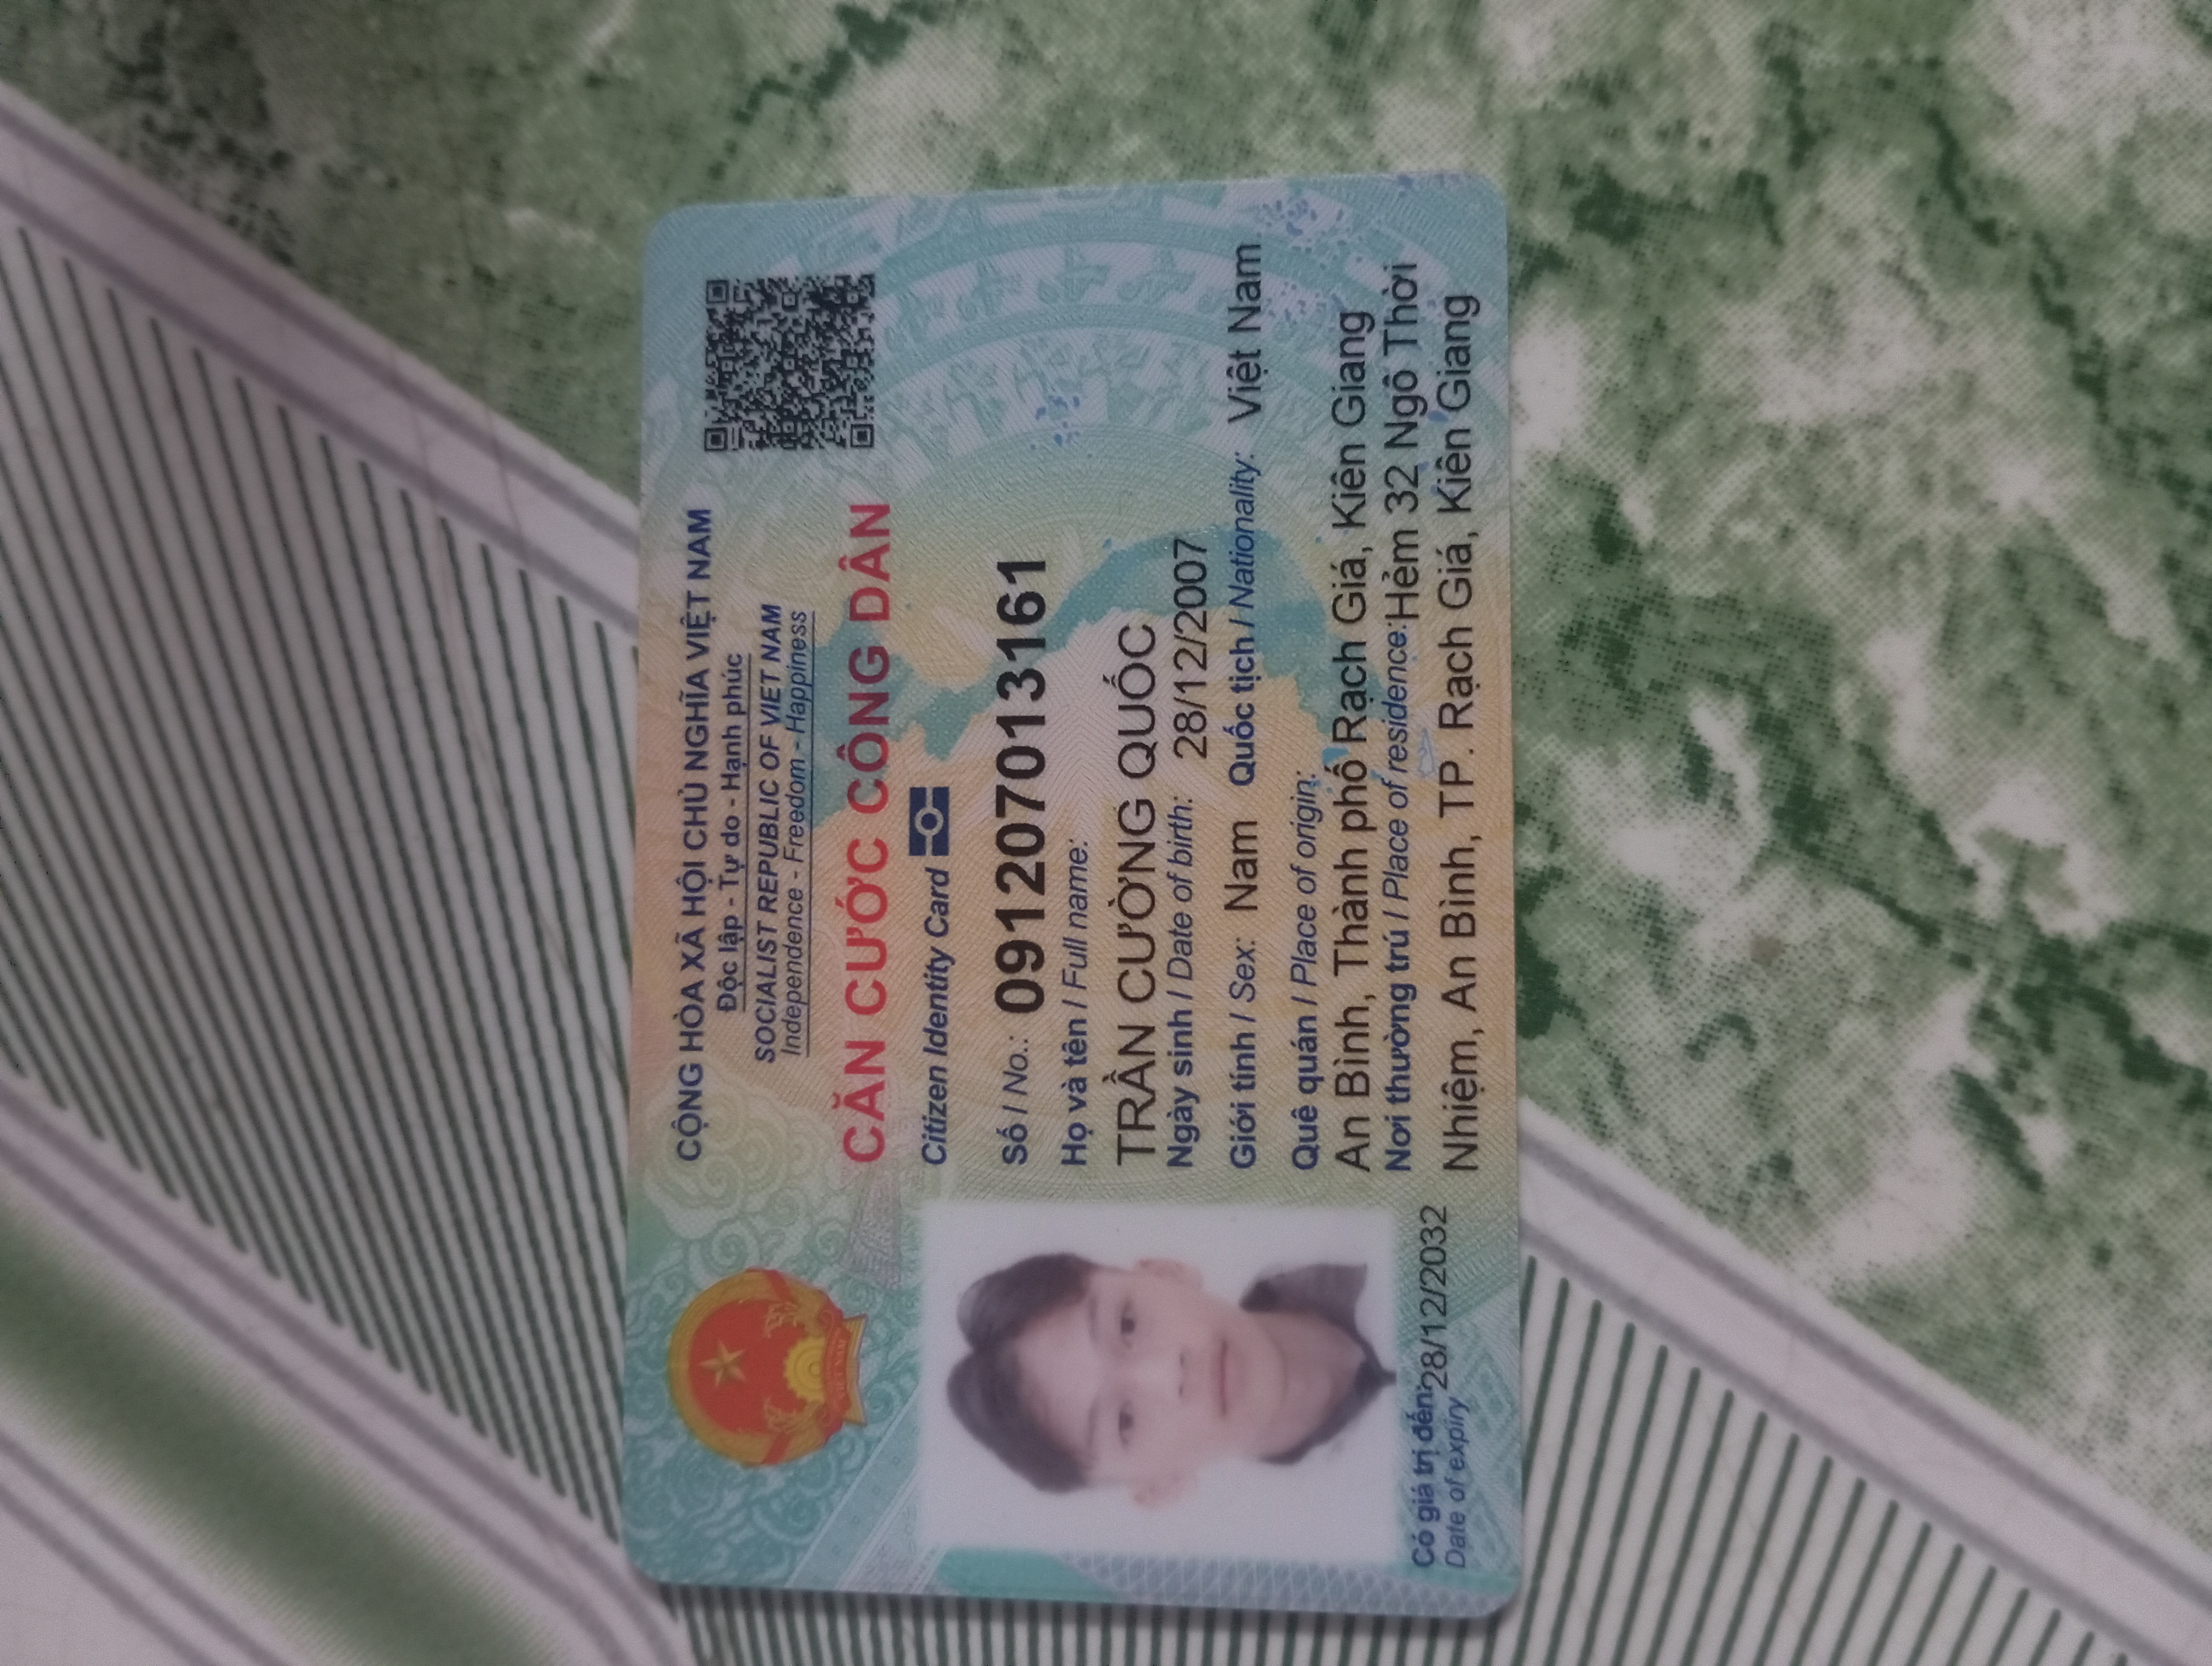 CỘNG HÒA XÃ HỘI CHỦ NGHĨA VIỆT NAM
Độc lập - Tự do - Hạnh phúc
SOCIALIST REPUBLIC OF VIET NAM
Independence - Freedom - Happiness
CĂN CƯỚC CÔNG DÂN
Citizen Identity Card
Số / No.: 091207013161
Họ và tên / Full name:
TRẦN CƯỜNG QUỐC
Ngày sinh / Date of birth: 28/12/2007
Giới tính / Sex: Nam Quốc tịch / Nationality: Việt Nam
Quê quán / Place of origin:
An Bình, Thành phố Rạch Giá, Kiên Giang
Nơi thường trú / Place of residence: Hẻm 32 Ngô Thời
Nhiệm, An Bình, TP. Rạch Giá, Kiên Giang
Có giá trị đến: 28/12/2032
Date of expiry